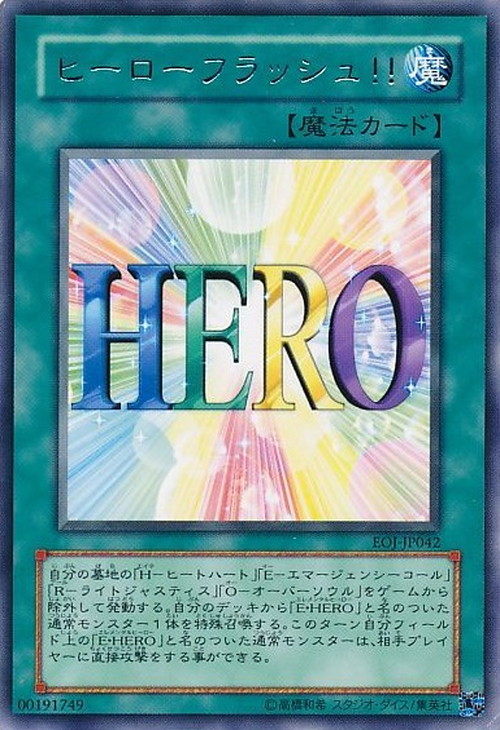 ヒーローフラッシュ!! 魔
【魔法カード】
HERO
EOJ-JP042
自分の墓地の「H－ヒートハート」「E－エマージェンシーコール」
「R－ライトジャスティス」「O－オーバーソウル」をゲームから
除外して発動する。自分のデッキから「E・HERO」と名のついた
通常モンスター1体を特殊召喚する。このターン自分フィール
ド上の「E・HERO」と名のついた通常モンスターは、相手プレイ
ヤーに直接攻撃をする事ができる。
00191749 ©高橋和希 スタジオ・ダイス/集英社